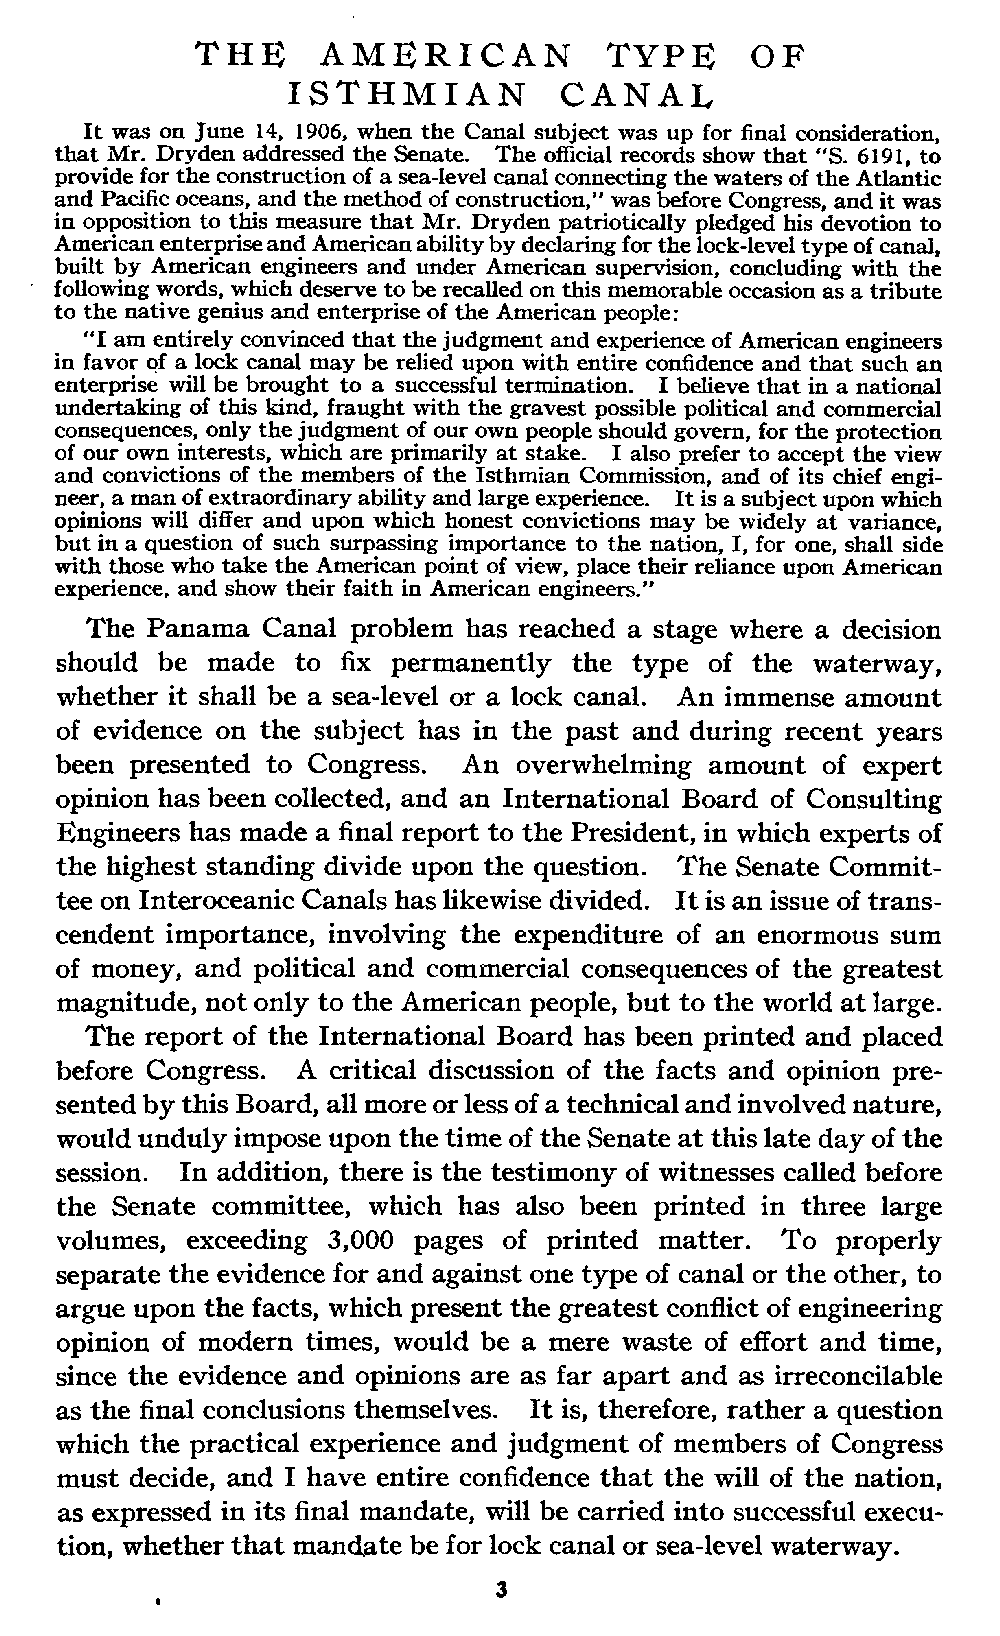 THE AMERICAN TYPE OF
ISTHMIAN CANAL
It was on June 14, 1906, when the Canal subject was up for final consideration,
that Mr. Dryden addressed the Senate. The official records show that "S. 6191, to
provide for the construction of a sea-level canal connecting the waters of the Atlantic
and Pacific oceans, and the method of construction," was before Congress, and it was
in opposition to this measure that Mr. Dryden patriotically pledged his devotion to
American enterprise and American ability by declaring for the lock-level type of canal,
built by American engineers and under American supervision, concluding with the
following words, which deserve to be recalled on this memorable occasion as a tribute
to the native genius and enterprise of the American people:
"I am entirely convinced that the judgment and experience of American engineers
in favor of a lock canal may be relied upon with entire confidence and that such an
enterprise will be brought to a successful termination. I believe that in a national
undertaking of this kind, fraught with the gravest possible political and commercial
consequences, only the judgment of our own people should govern, for the protection
of our own interests, which are primarily at stake. I also prefer to accept the view
and convictions of the members of the Isthmian Commission, and of its chief engi-
neer, a man of extraordinary ability and large experience. It is a subject upon which
opinions will differ and upon which honest convictions may be widely at variance,
but in a question of such surpassing importance to the nation, I, for one, shall side
with those who take the American point of view, place their reliance upon American
experience, and show their faith in American engineers."
The Panama Canal problem has reached a stage where a decision
should be made to fix permanently the type of the waterway,
whether it shall be a sea-level or a lock canal. An immense amount
of evidence on the subject has in the past and during recent years
been presented to Congress. An overwhelming amount of expert
opinion has been collected, and an International Board of Consulting
Engineers has made a final report to the President, in which experts of
the highest standing divide upon the question. The Senate Commit-
tee on Interoceanic Canals has likewise divided. It is an issue of trans-
cendent importance, involving the expenditure of an enormous sum
of money, and political and commercial consequences of the greatest
magnitude, not only to the American people, but to the world at large.
The report of the International Board has been printed and placed
before Congress. A critical discussion of the facts and opinion pre-
sented by this Board, all more or less of a technical and involved nature,
would unduly impose upon the time of the Senate at this late day of the
session. In addition, there is the testimony of witnesses called before
the Senate committee, which has also been printed in three large
volumes, exceeding 3,000 pages of printed matter. To properly
separate the evidence for and against one type of canal or the other, to
argue upon the facts, which present the greatest conflict of engineering
opinion of modern times, would be a mere waste of effort and time,
since the evidence and opinions are as far apart and as irreconcilable
as the final conclusions themselves. It is, therefore, rather a question
which the practical experience and judgment of members of Congress
must decide, and I have entire confidence that the will of the nation,
as expressed in its final mandate, will be carried into successful execu-
tion, whether that mandate be for lock canal or sea-level waterway.
3